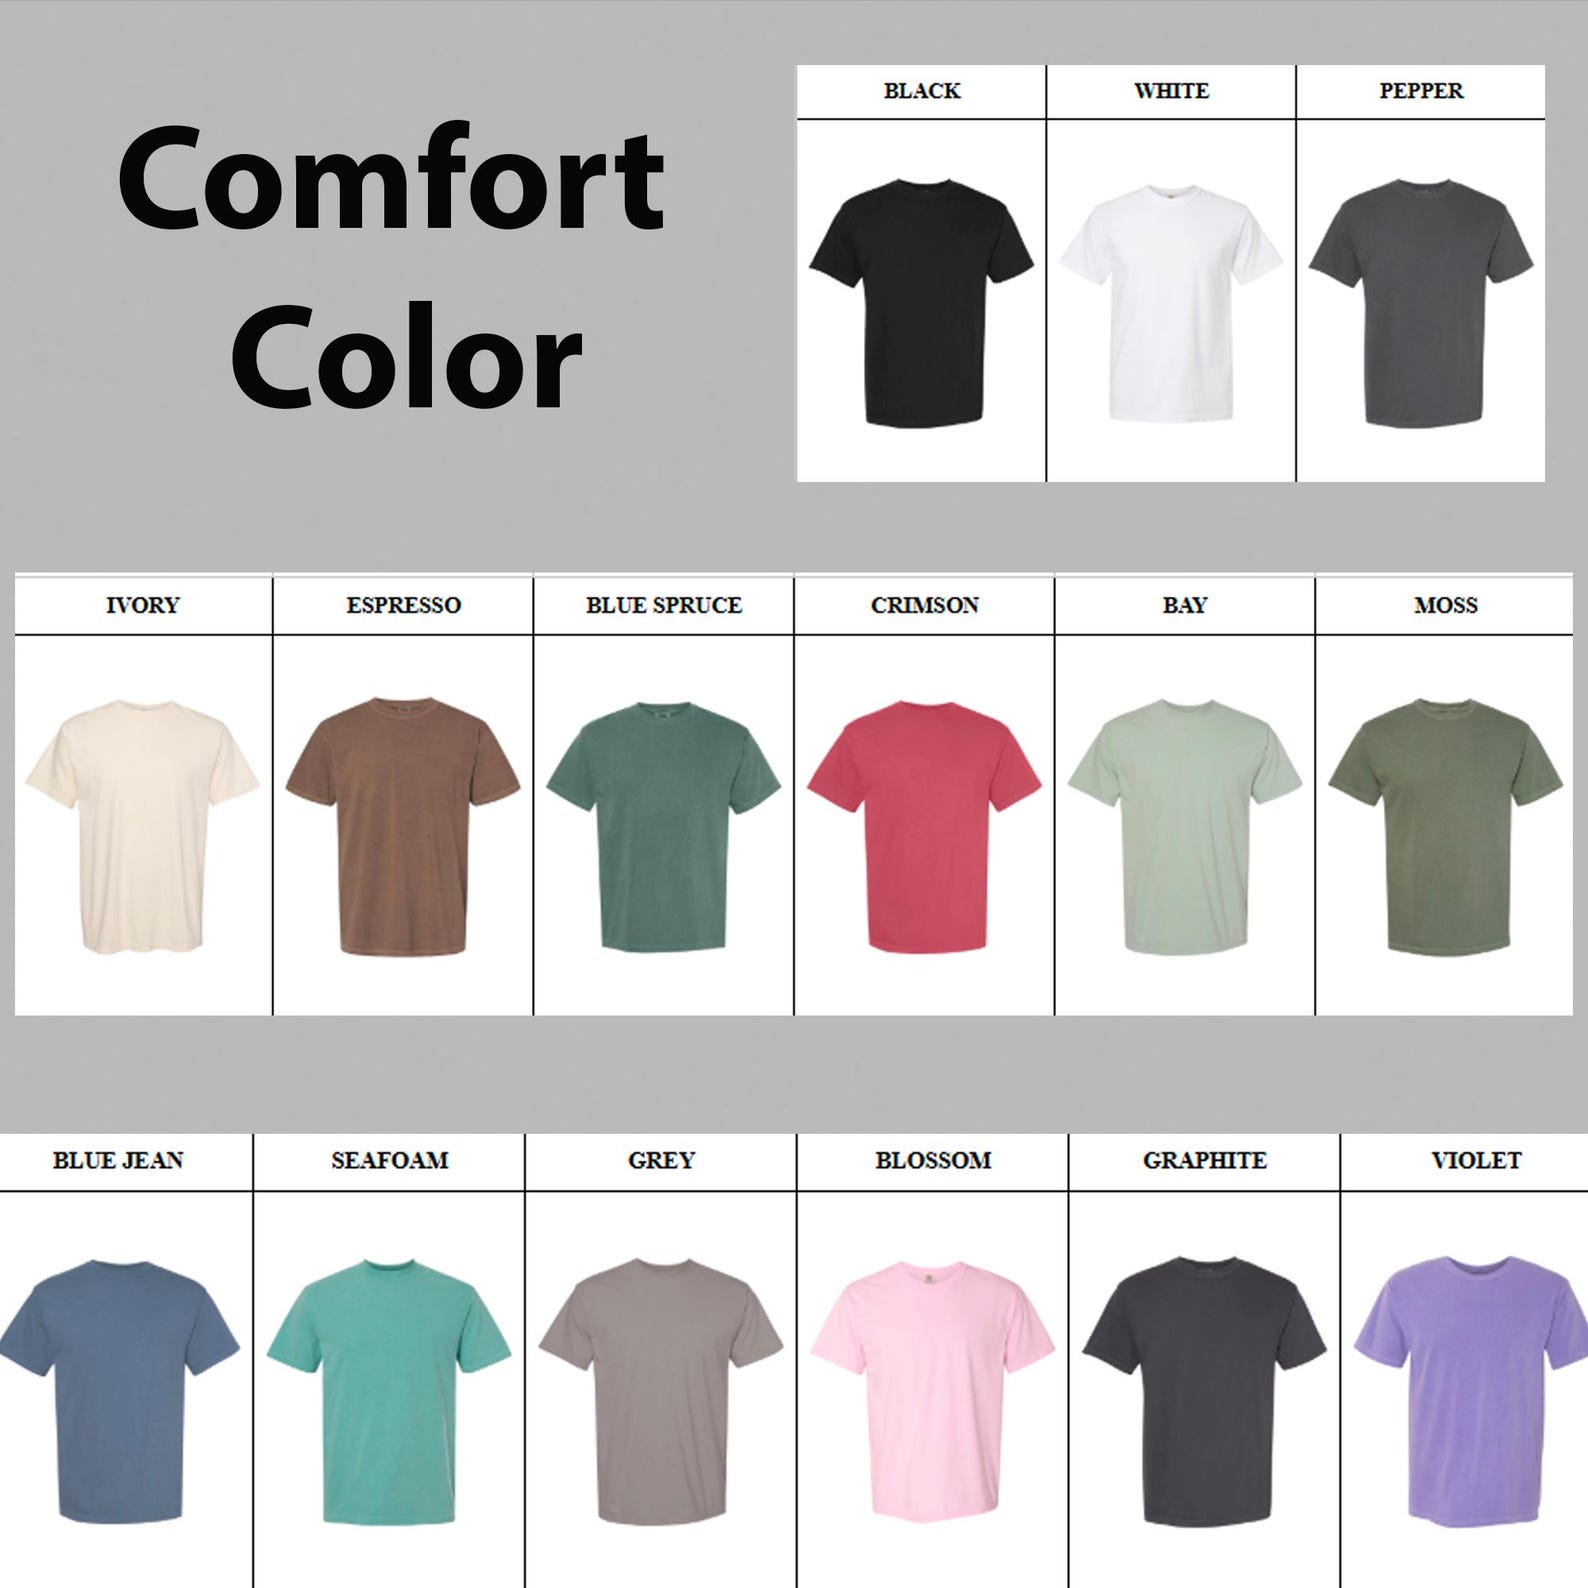 Comfort
Color
BLACK WHITE PEPPER
IVORY ESPRESSO BLUE SPRUCE CRIMSON BAY MOSS
BLUE JEAN SEAFOAM GREY BLOSSOM GRAPHITE VIOLET